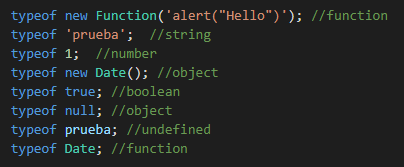 typeof new Function('alert("Hello")'); //function
typeof 'prueba';  //string
typeof 1;  //number
typeof new Date(); //object
typeof true; //boolean
typeof null; //object
typeof prueba; //undefined
typeof Date; //function